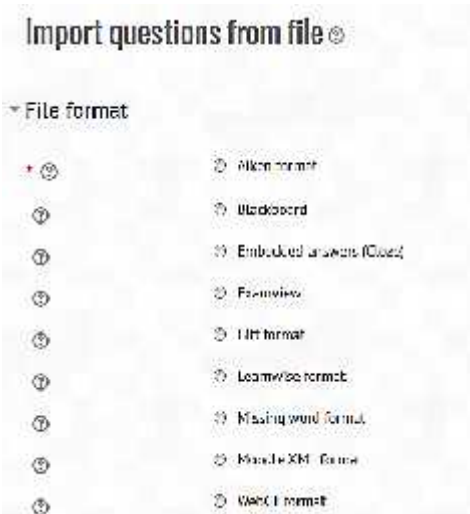 Import questions from file
File format
*
Aiken format
Blackboard
Embedded answers (Cloze)
Examview
Gift format
Learnwise format
Missing word format
Moodle XML format
WebCT format